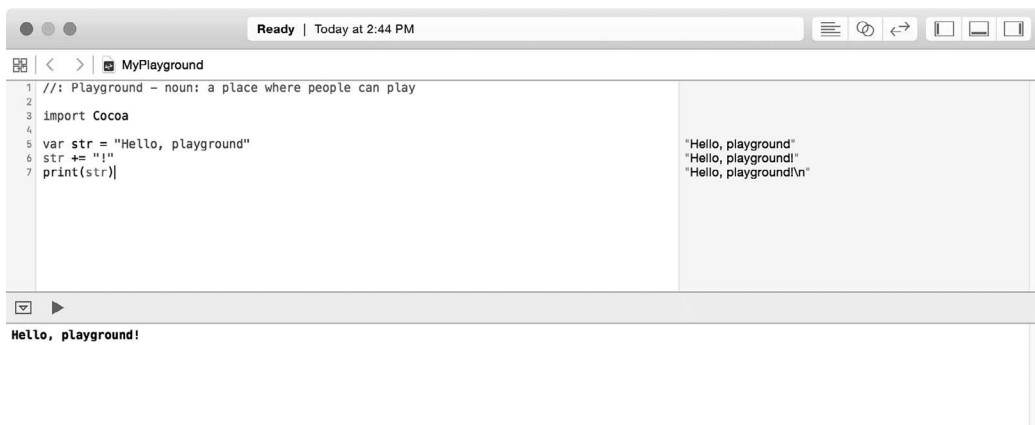 Ready | Today at 2:44 PM
MyPlayground
1 //: Playground – noun: a place where people can play
2
3 import Cocoa
4
5 var str = "Hello, playground" "Hello, playground"
6 str += "!" "Hello, playground!"
7 print(str) "Hello, playground!\n"
Hello, playground!